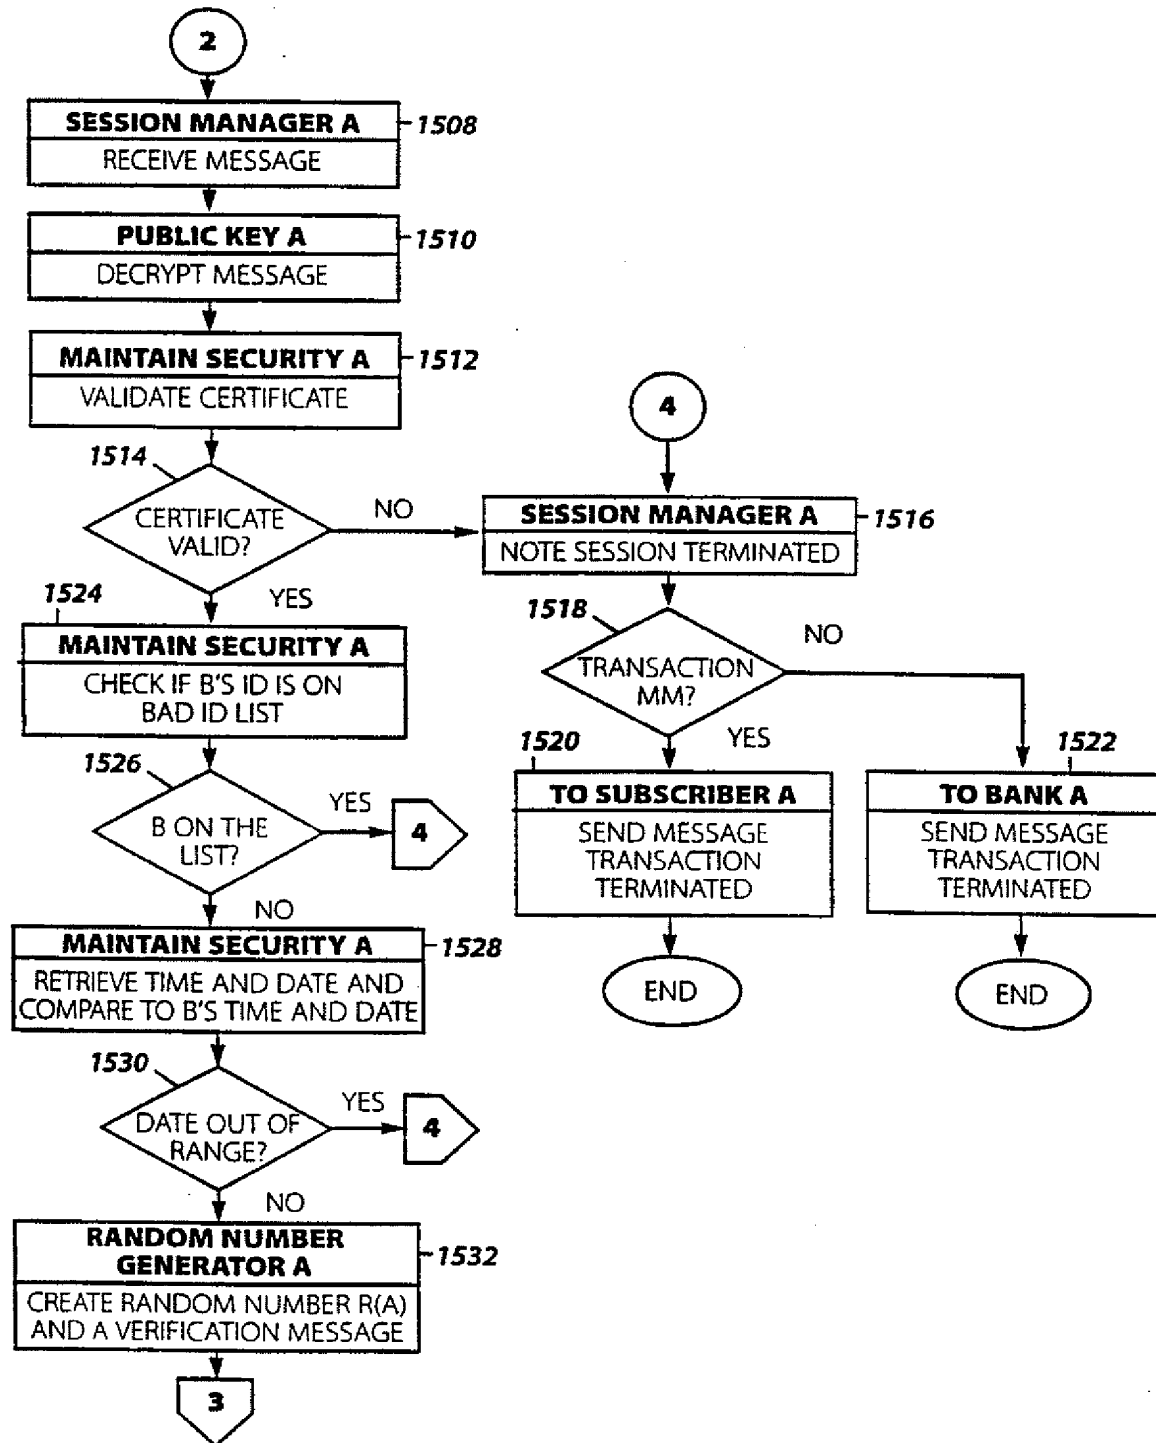 2
SESSION MANAGER A
1508
RECEIVE MESSAGE
PUBLIC KEY A
1510
DECRYPT MESSAGE
MAINTAIN SECURITY A
1512
VALIDATE CERTIFICATE
1514
CERTIFICATE
VALID?
NO
YES
4
SESSION MANAGER A
1516
NOTE SESSION TERMINATED
1518
TRANSACTION
MM?
NO
YES
1520
TO SUBSCRIBER A
SEND MESSAGE
TRANSACTION
TERMINATED
END
1522
TO BANK A
SEND MESSAGE
TRANSACTION
TERMINATED
END
1524
MAINTAIN SECURITY A
CHECK IF B'S ID IS ON
BAD ID LIST
1526
B ON THE
LIST?
YES
4
NO
MAINTAIN SECURITY A
1528
RETRIEVE TIME AND DATE AND
COMPARE TO B'S TIME AND DATE
1530
DATE OUT OF
RANGE?
YES
4
NO
RANDOM NUMBER
GENERATOR A
1532
CREATE RANDOM NUMBER R(A)
AND A VERIFICATION MESSAGE
3